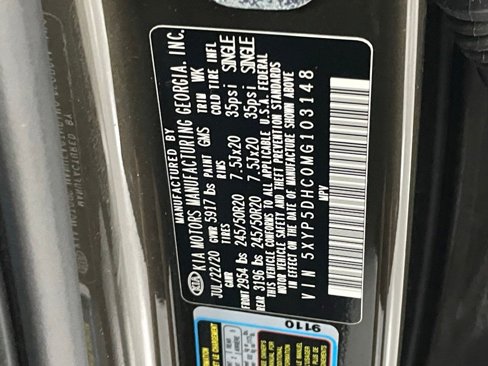 MANUFACTURED BY
KIA MOTORS MANUFACTURING GEORGIA, INC.
KIA
JUL/22/20 GVWR 5917 lbs PAINT GMS TRIM WK
GAWR TIRES RIMS COLD TIRE INFL
FRONT 2954 lbs 245/50R20 7.5Jx20 35psi SINGLE
REAR 3196 lbs 245/50R20 7.5Jx20 35psi SINGLE
THIS VEHICLE CONFORMS TO ALL APPLICABLE U.S.A. FEDERAL
MOTOR VEHICLE SAFETY AND THEFT PREVENTION STANDARDS
IN EFFECT ON THE DATE OF MANUFACTURE SHOWN ABOVE
VIN 5XYP5DHC0MG103148
MPV
9110